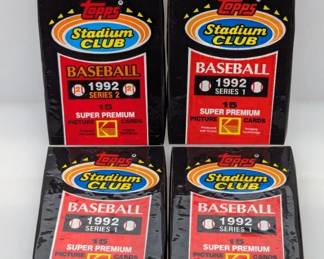 Topps
Stadium
CLUB
BASEBALL
1992
SERIES 2
15
SUPER PREMIUM
PICTURE CARDS
Topps
Stadium
CLUB
BASEBALL
1992
SERIES 1
15
SUPER PREMIUM
PICTURE CARDS
Topps
Stadium
CLUB
BASEBALL
1992
SERIES 1
15
SUPER PREMIUM
PICTURE CARDS
Topps
Stadium
CLUB
BASEBALL
1992
SERIES 1
15
SUPER PREMIUM
PICTURE CARDS